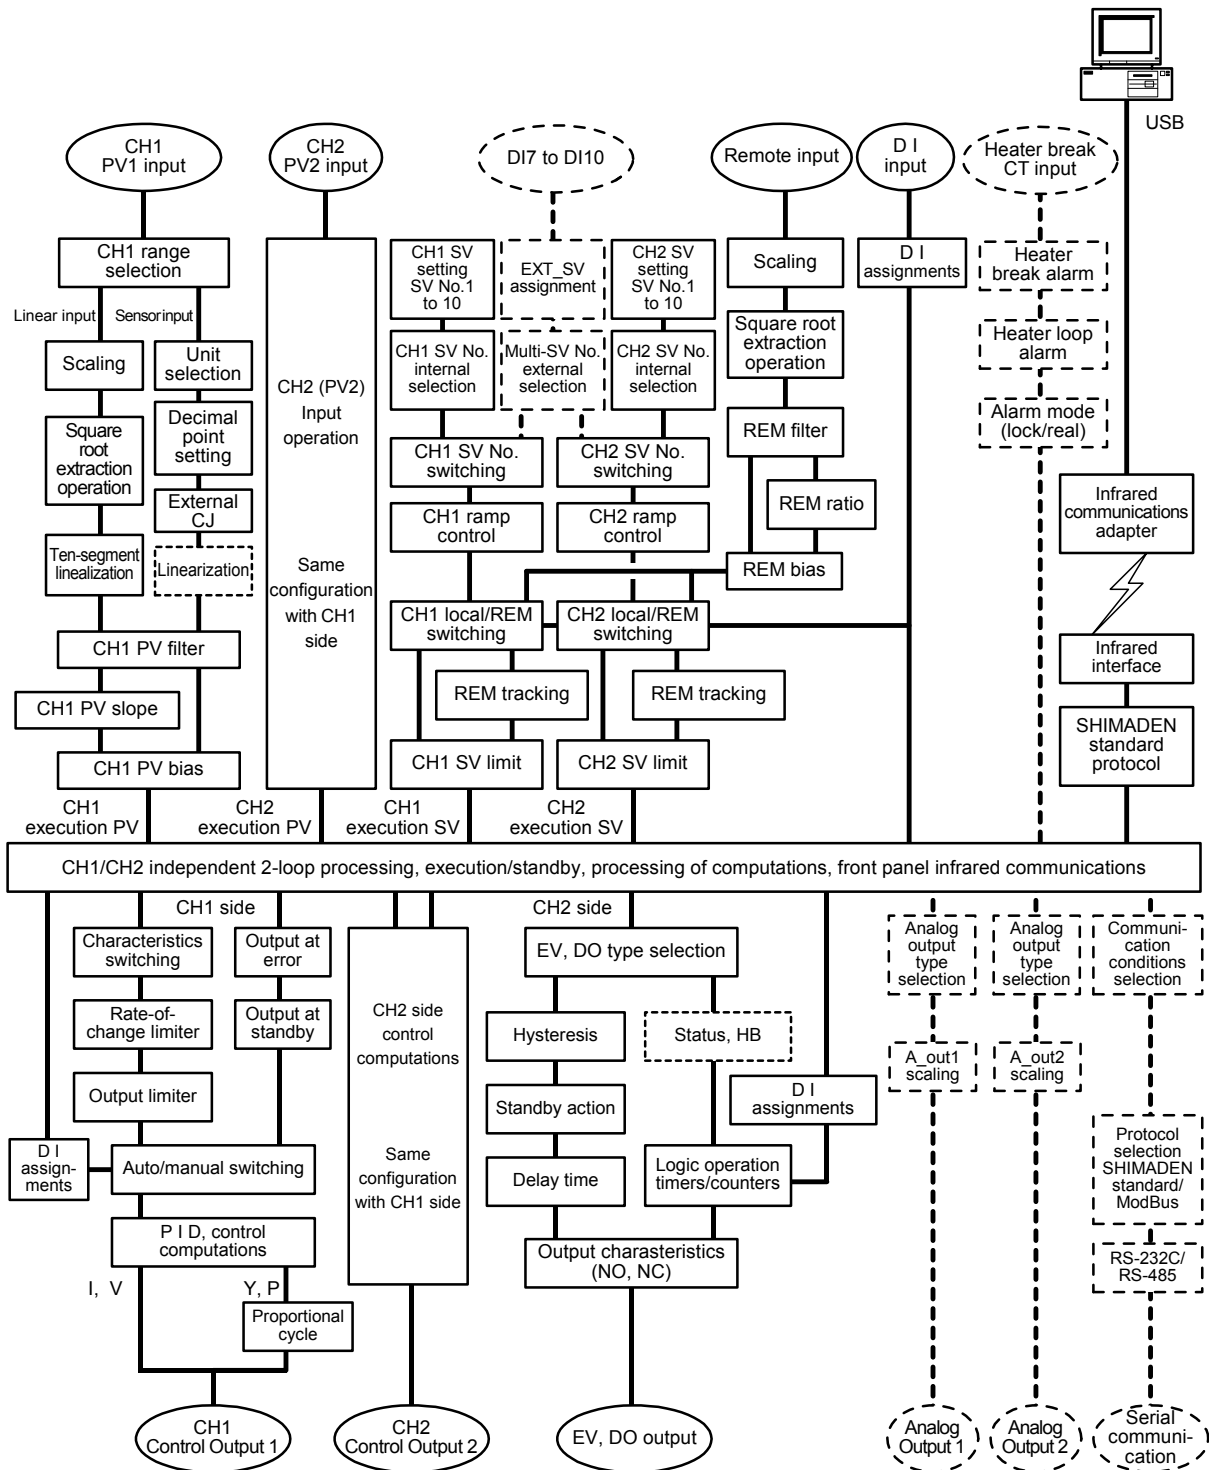 USB
CH1
PV1 input
CH2
PV2 input
DI7 to DI10
Remote input
D I
input
Heater break
CT input
CH1 range
selection
CH1 SV
setting
SV No.1
to 10
EXT_SV
assignment
CH2 SV
setting
SV No.1
to 10
Scaling
D I
assignments
Heater
break alarm
Linear input
Sensor input
Scaling
Unit
selection
CH2 (PV2)
Input
operation
CH1 SV No.
internal
selection
Multi-SV No.
external
selection
CH2 SV No.
internal
selection
Square root
extraction
operation
Heater loop
alarm
Square
root
extraction
operation
Decimal
point
setting
CH1 SV No.
switching
CH2 SV No.
switching
REM filter
Alarm mode
(lock/real)
External
CJ
CH1 ramp
control
CH2 ramp
control
REM ratio
Infrared
communications
adapter
Ten-segment
linealization
Linearization
Same
configuration
with CH1
side
REM bias
CH1 PV filter
CH1 local/REM
switching
CH2 local/REM
switching
Infrared
interface
CH1 PV slope
REM tracking
REM tracking
CH1 PV bias
CH1 SV limit
CH2 SV limit
SHIMADEN
standard
protocol
CH1
execution PV
CH2
execution PV
CH1
execution SV
CH2
execution SV
CH1/CH2 independent 2-loop processing, execution/standby, processing of computations, front panel infrared communications
CH1 side
CH2 side
Characteristics
switching
Output at
error
EV, DO type selection
Analog
output
type
selection
Analog
output
type
selection
Communi-
cation
conditions
selection
Rate-of-
change limiter
Output at
standby
CH2 side
control
computations
Hysteresis
Status, HB
A_out1
scaling
A_out2
scaling
Output limiter
Standby action
D I
assignments
D I
assign-
ments
Auto/manual switching
Same
configuration
with CH1 side
Delay time
Logic operation
timers/counters
Protocol
selection
SHIMADEN
standard/
ModBus
P I D, control
computations
Output charasteristics
(NO, NC)
RS-232C/
RS-485
I, V
Y, P
Proportional
cycle
CH1
Control Output 1
CH2
Control Output 2
EV, DO output
Analog
Output 1
Analog
Output 2
Serial
communi-
cation